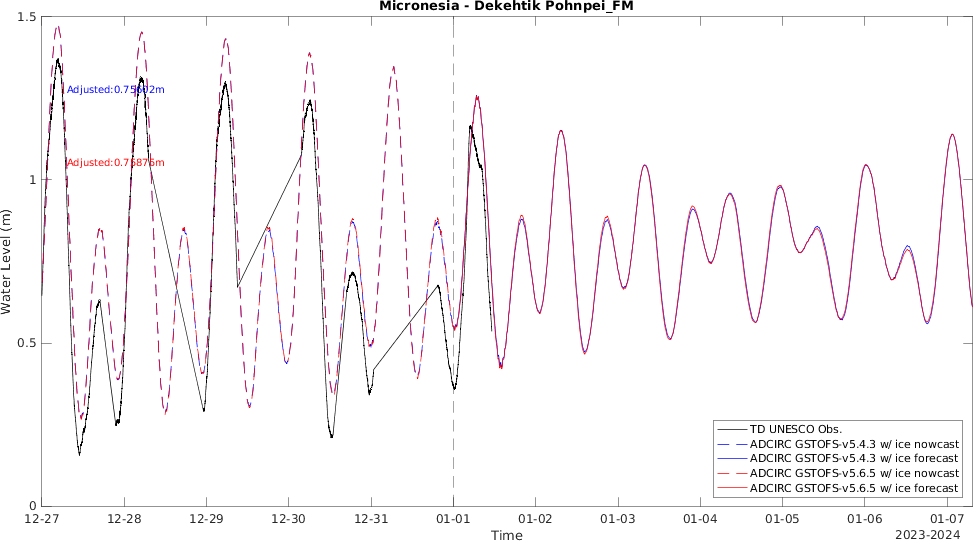 Micronesia - Dekehtik Pohnpei_FM
1.5
1
0.5
0
Water Level (m)
Adjusted:0.75602m
Adjusted:0.75876m
TD UNESCO Obs.
ADCIRC GSTOFS-v5.4.3 w/ ice nowcast
ADCIRC GSTOFS-v5.4.3 w/ ice forecast
ADCIRC GSTOFS-v5.6.5 w/ ice nowcast
ADCIRC GSTOFS-v5.6.5 w/ ice forecast
12-27 12-28 12-29 12-30 12-31 01-01 01-02 01-03 01-04 01-05 01-06 01-07
Time
2023-2024